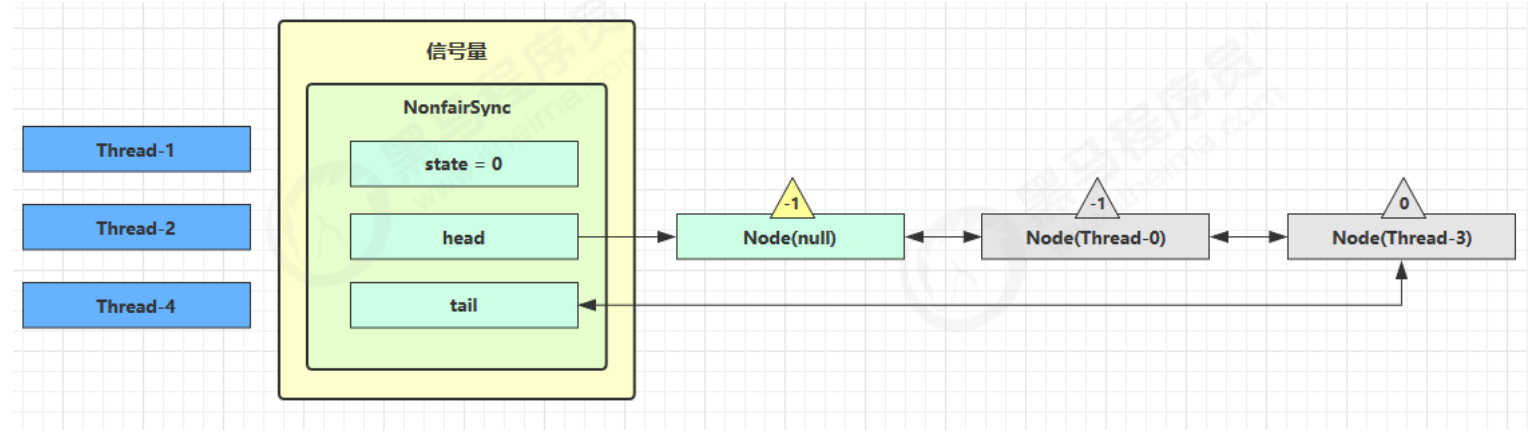 信号量
NonfairSync
Thread-1
state = 0
Thread-2
head
-1
Node(null)
-1
Node(Thread-0)
0
Node(Thread-3)
Thread-4
tail
黑马程序员
www.itheima.com
黑马程序员
www.itheima.com